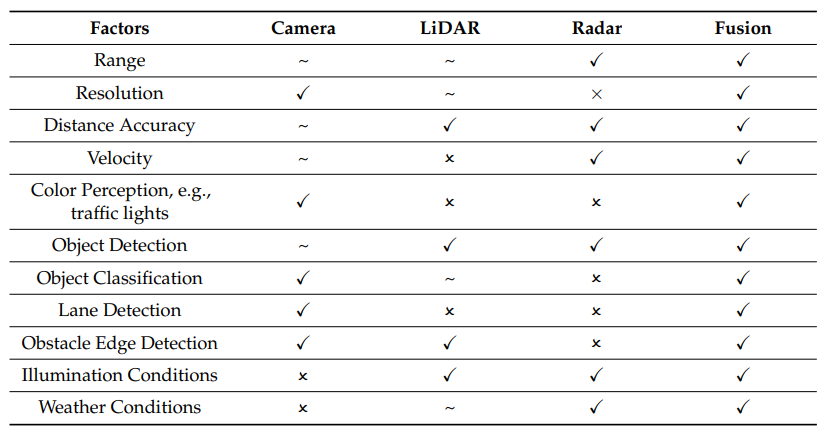 Factors Camera LiDAR Radar Fusion
Range ~ ~ ✓ ✓
Resolution ✓ ~ × ✓
Distance Accuracy ~ ✓ ✓ ✓
Velocity ~ × ✓ ✓
Color Perception, e.g.,
traffic lights ✓ × × ✓
Object Detection ~ ✓ ✓ ✓
Object Classification ✓ ~ × ✓
Lane Detection ✓ × × ✓
Obstacle Edge Detection ✓ ✓ × ✓
Illumination Conditions × ✓ ✓ ✓
Weather Conditions × ~ ✓ ✓